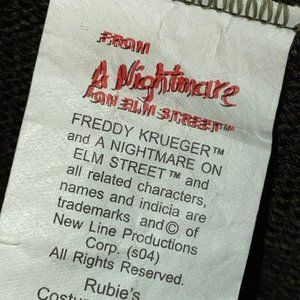 FROM
A Nightmare
ON ELM STREET™
FREDDY KRUEGER™
and A NIGHTMARE ON
ELM STREET™ and
all related characters,
names and indicia are
trademarks and © of
New Line Productions
Corp. (s04)
All Rights Reserved.
Rubie's